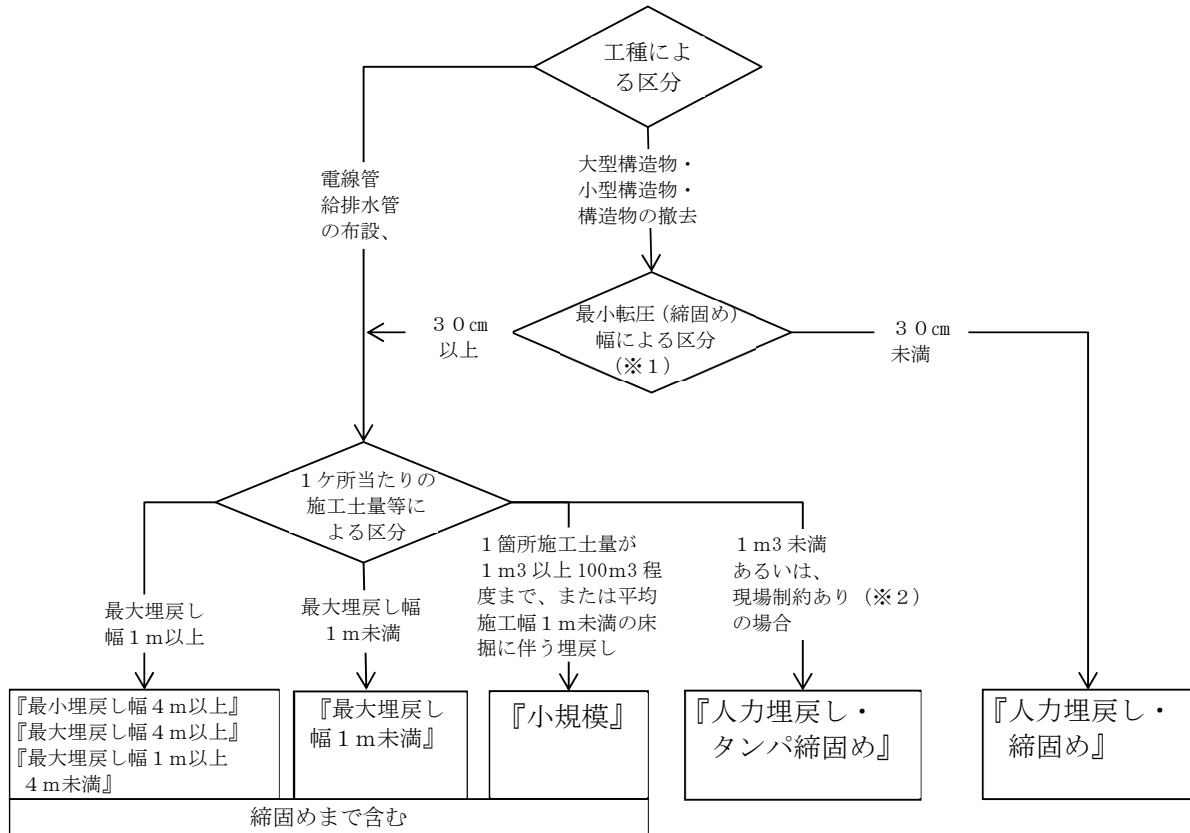 工種によ
る区分
電線管
給排水管
の布設、
大型構造物・
小型構造物・
構造物の撤去
３０㎝
以上
最小転圧（締固め）
幅による区分
（※１）
３０㎝
未満
１ケ所当たりの
施工土量等に
よる区分
最大埋戻し
幅１ｍ以上
最大埋戻し幅
１ｍ未満
１箇所施工土量が
１ｍ3 以上 100ｍ3 程
度まで、または平均
施工幅１ｍ未満の床
掘に伴う埋戻し
１ｍ3 未満
あるいは、
現場制約あり（※２）
の場合
『最小埋戻し幅４ｍ以上』
『最大埋戻し幅４ｍ以上』
『最大埋戻し幅１ｍ以上
４ｍ未満』
『最大埋戻し
幅１ｍ未満』
『小規模』
『人力埋戻し・
タンパ締固め』
『人力埋戻し・
締固め』
締固めまで含む